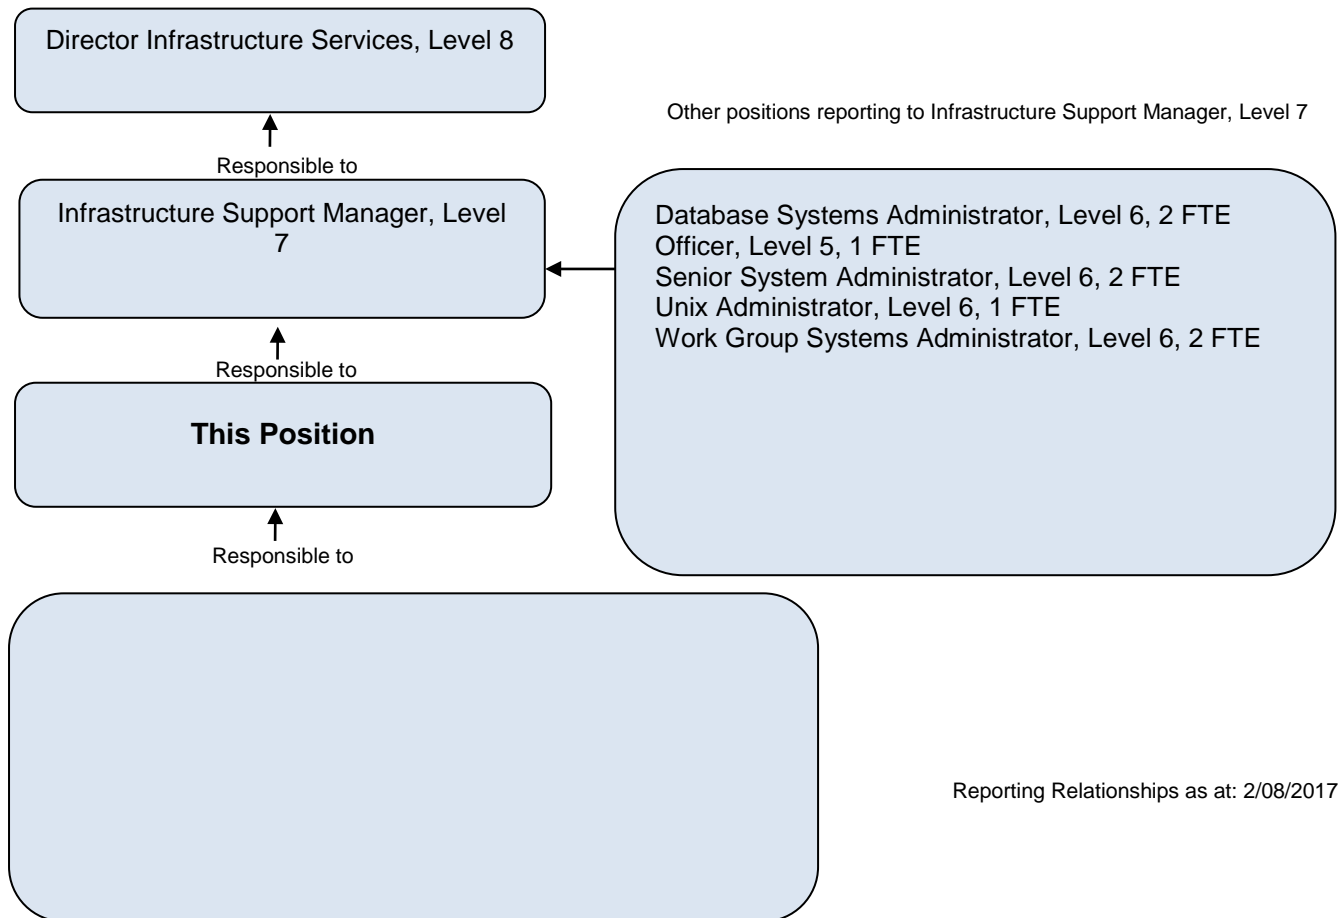 Director Infrastructure Services, Level 8
Other positions reporting to Infrastructure Support Manager, Level 7
Responsible to
Infrastructure Support Manager, Level
7
Database Systems Administrator, Level 6, 2 FTE
Officer, Level 5, 1 FTE
Senior System Administrator, Level 6, 2 FTE
Unix Administrator, Level 6, 1 FTE
Work Group Systems Administrator, Level 6, 2 FTE
Responsible to
This Position
Responsible to
Reporting Relationships as at: 2/08/2017